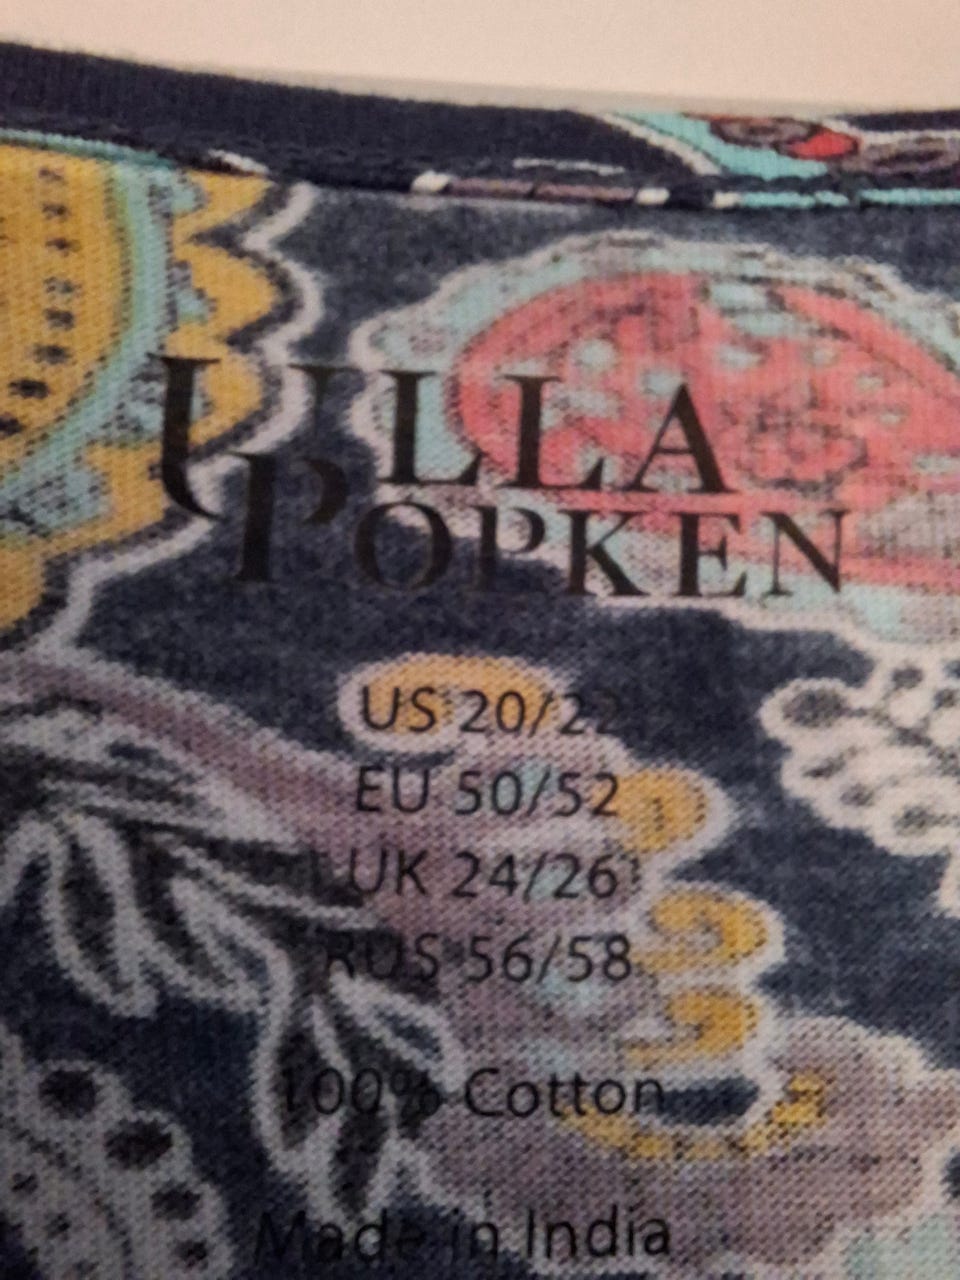 ULLA
POPKEN
US 20/22
EU 50/52
UK 24/26
RUS 56/58
100% Cotton
Made in India